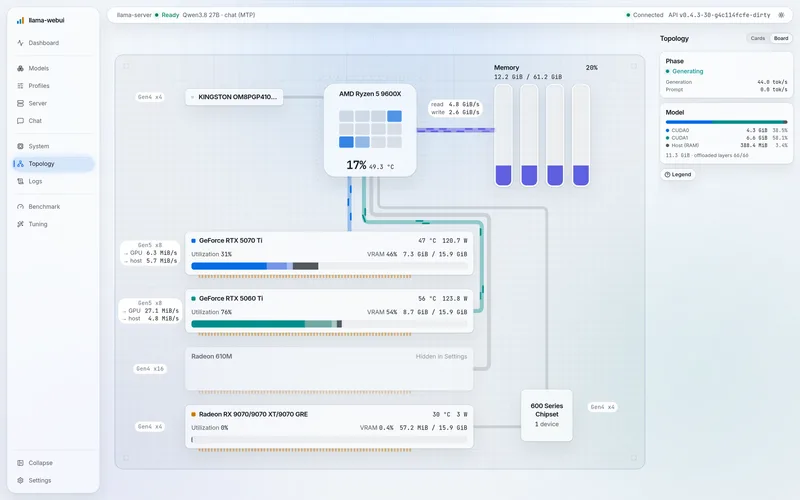 llama-webui
Dashboard
Models
Profiles
Server
Chat
System
Topology
Logs
Benchmark
Tuning
Collapse
Settings
llama-server Ready Qwen3.8 27B · chat (MTP)
Connected API v0.4.3-30-g4c114fcfe-dirty
Gen4 x4
KINGSTON OM8PGP410...
AMD Ryzen 5 9600X
17% 49.3 °C
read 4.8 GiB/s
write 2.6 GiB/s
Memory 20%
12.2 GiB / 61.2 GiB
Gen5 x8
→ GPU 6.3 MiB/s
← host 5.7 MiB/s
GeForce RTX 5070 Ti 47 °C 120.7 W
Utilization 31% VRAM 46% 7.3 GiB / 15.9 GiB
Gen5 x8
→ GPU 27.1 MiB/s
← host 4.8 MiB/s
GeForce RTX 5060 Ti 56 °C 123.8 W
Utilization 76% VRAM 54% 8.7 GiB / 15.9 GiB
Gen4 x16
Radeon 610M Hidden in Settings
Gen4 x4
Radeon RX 9070/9070 XT/9070 GRE 30 °C 3 W
Utilization 0% VRAM 0.4% 57.2 MiB / 15.9 GiB
600 Series
Chipset
1 device
Gen4 x4
Topology
Cards Board
Phase
Generating
Generation 44.0 tok/s
Prompt 0.0 tok/s
Model
CUDA0 4.3 GiB 38.5%
CUDA1 6.6 GiB 58.1%
Host (RAM) 388.4 MiB 3.4%
11.3 GiB · offloaded layers 66/66
Legend